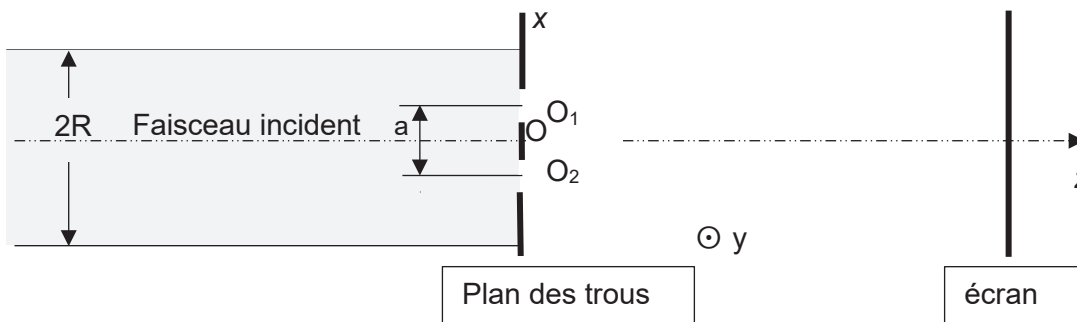 x
2R Faisceau incident a O₁
O
O₂
⊙ y
Plan des trous
écran